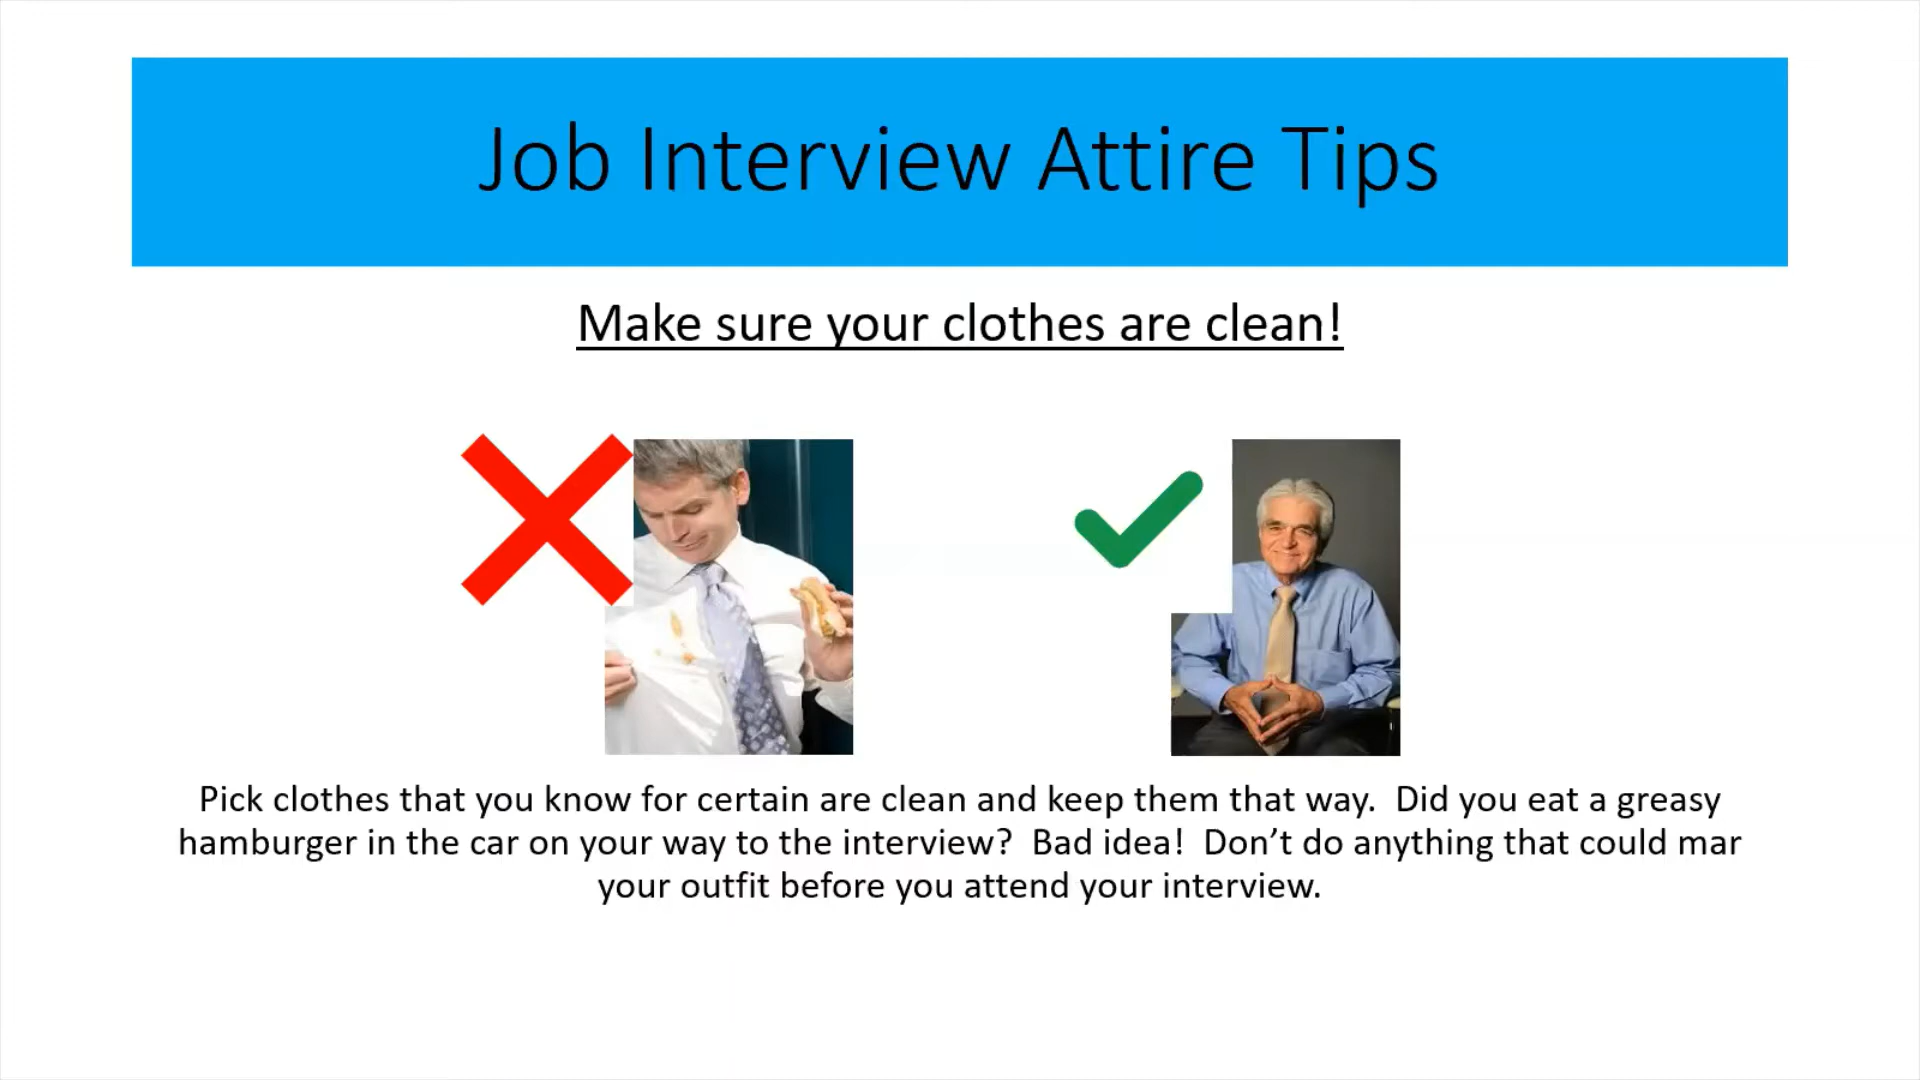 Job Interview Attire Tips
Make sure your clothes are clean!
Pick clothes that you know for certain are clean and keep them that way.  Did you eat a greasy
hamburger in the car on your way to the interview?  Bad idea!  Don’t do anything that could mar
your outfit before you attend your interview.